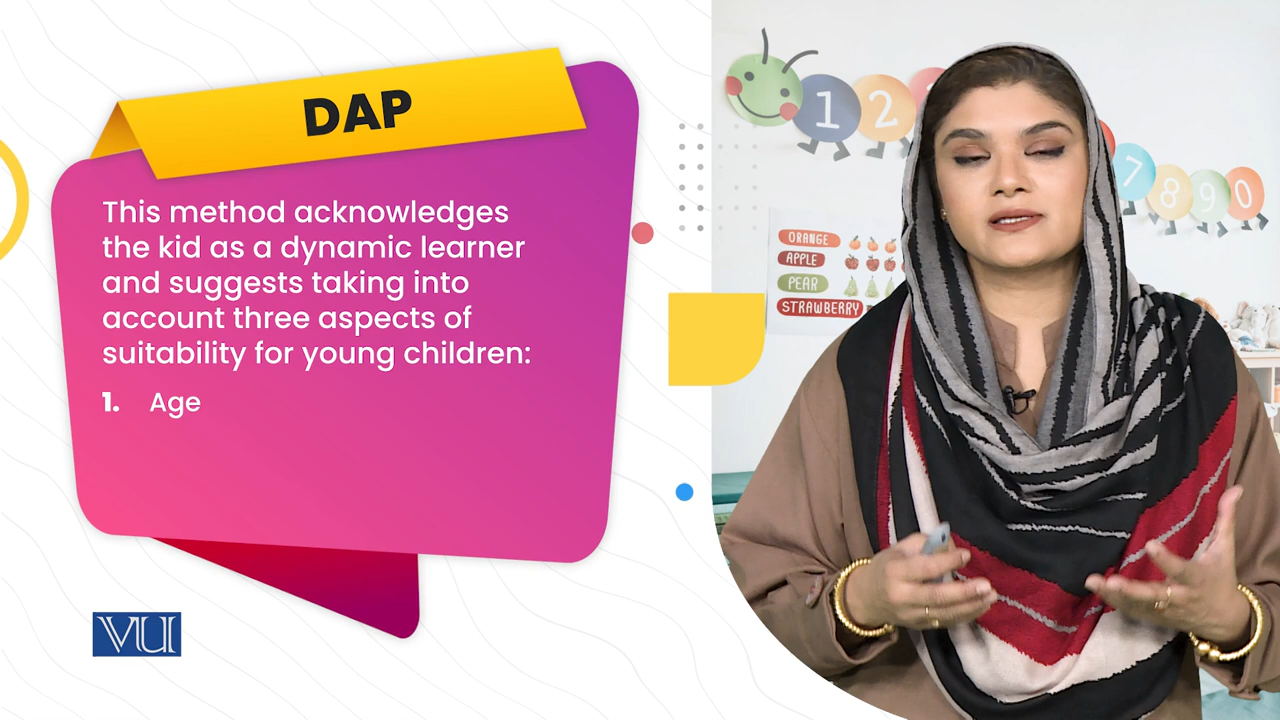 DAP
This method acknowledges
the kid as a dynamic learner
and suggests taking into
account three aspects of
suitability for young children:
1. Age
VU
1 2
7 8 9 0
ORANGE
APPLE
PEAR
STRAWBERRY